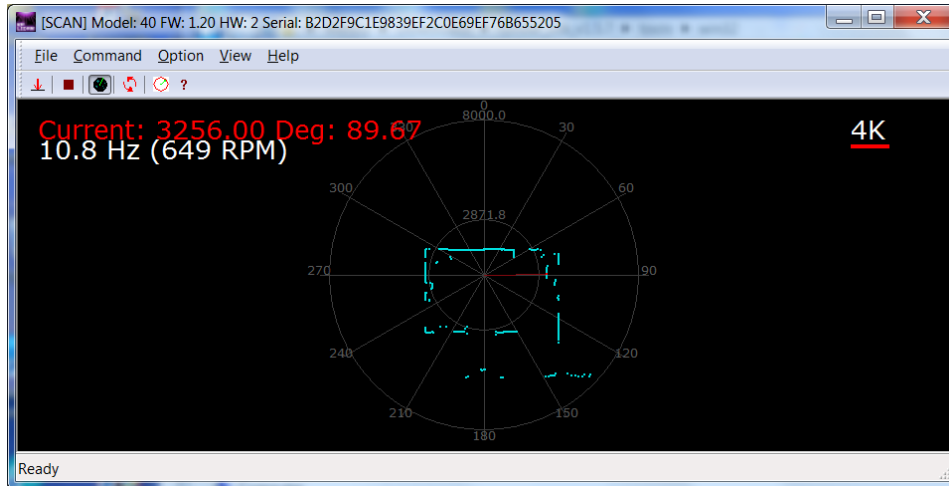 [SCAN] Model: 40 FW: 1.20 HW: 2 Serial: B2D2F9C1E9839EF2C0E69EF76B655205
File Command Option View Help
?
Current: 3256.00 Deg: 89.67
10.8 Hz (649 RPM)
4K
0
8000.0
30
300
60
2871.8
270
90
240
120
210
150
180
Ready